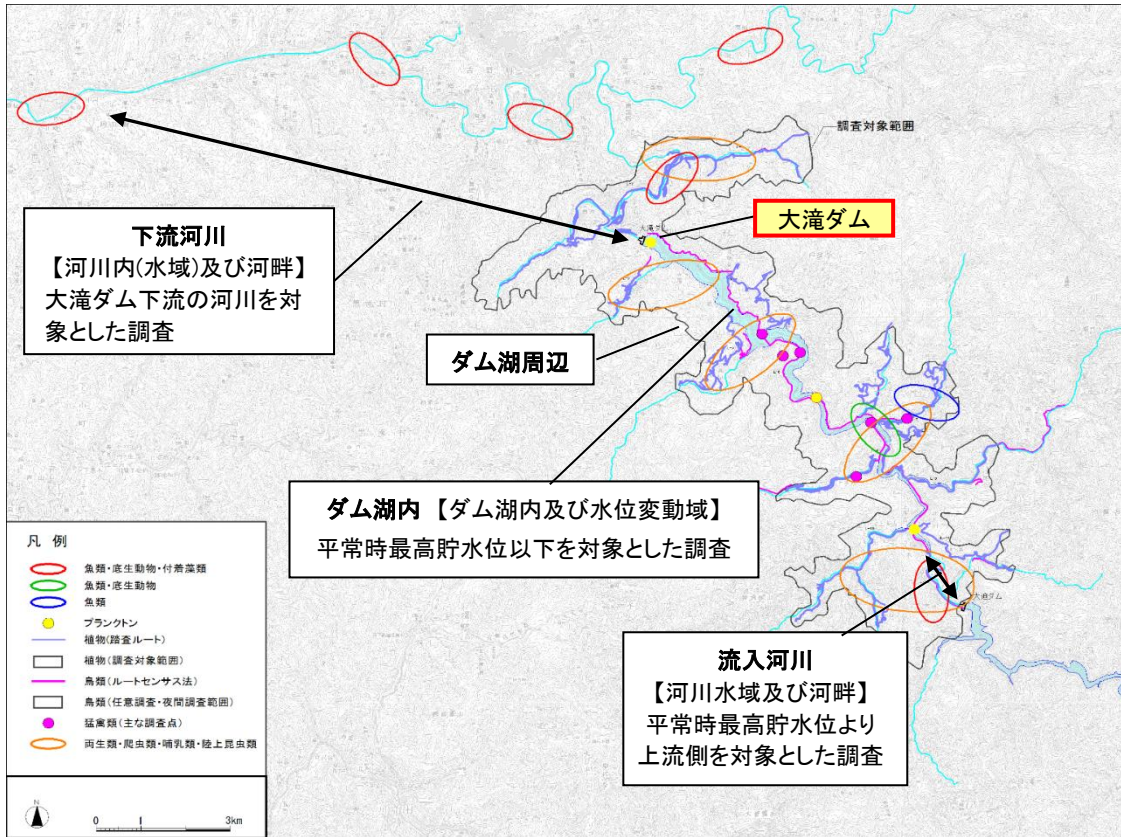 調査対象範囲
大滝ダム
大滝ダム
下流河川
【河川内(水域)及び河畔】
大滝ダム下流の河川を対
象とした調査
ダム湖周辺
ダム湖内 【ダム湖内及び水位変動域】
平常時最高貯水位以下を対象とした調査
大滝ダム
流入河川
【河川水域及び河畔】
平常時最高貯水位より
上流側を対象とした調査
凡 例
魚類・底生動物・付着藻類
魚類・底生動物
魚類
プランクトン
植物(踏査ルート)
植物(調査対象範囲)
鳥類(ルートセンサス法)
鳥類(任意調査・夜間調査範囲)
猛禽類(主な調査点)
両生類・爬虫類・哺乳類・陸上昆虫類
N
0 1 3km